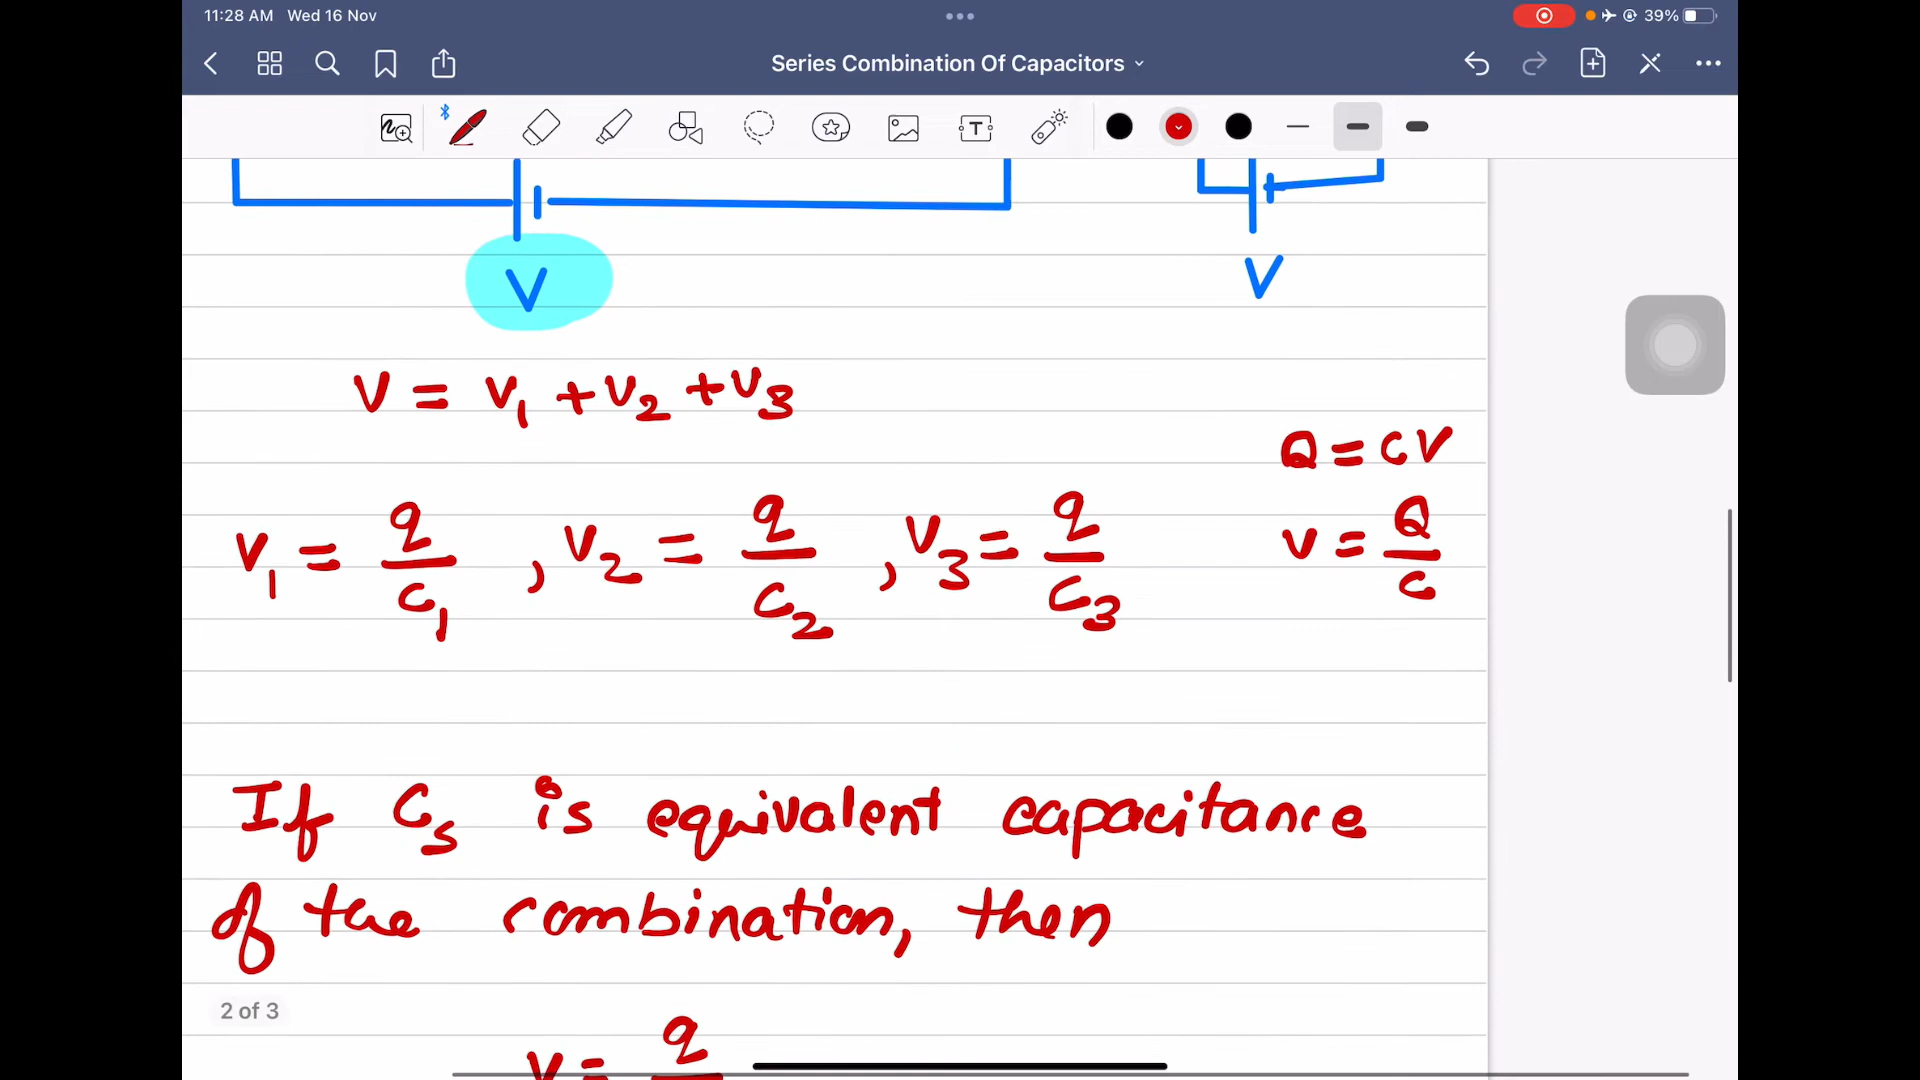 11:28 AM Wed 16 Nov
39%
Series Combination Of Capacitors
T
V
V
V = V₁ + V₂ + V₃
Q = CV
V₁ = q/C₁ , V₂ = q/C₂ , V₃ = q/C₃
V = Q/C
If Cs is equivalent capacitance
of the combination, then
2 of 3
V = q